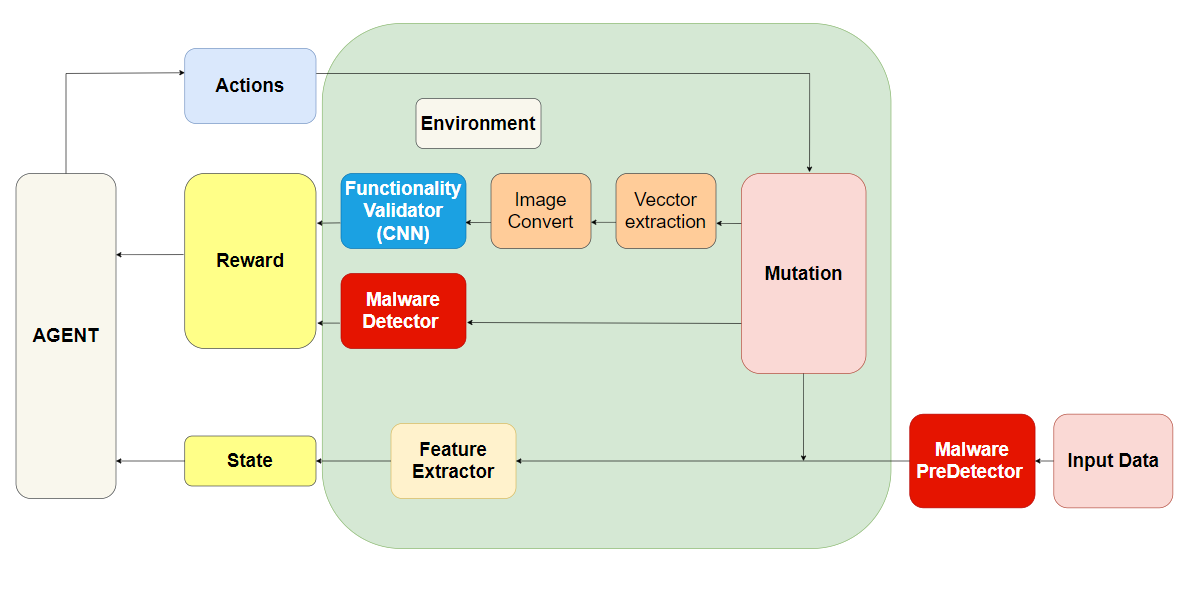 Actions
Environment
Functionality
Validator
(CNN)
Image
Convert
Vecctor
extraction
Reward
Mutation
Malware
Detector
AGENT
State
Feature
Extractor
Malware
PreDetector
Input Data